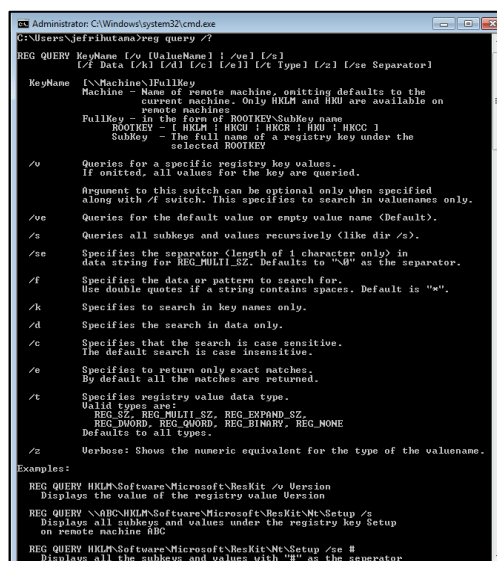 Administrator: C:\Windows\system32\cmd.exe
C:\Users\jefrihutama>reg query /?
REG QUERY KeyName [/v [ValueName] | /ve] [/s]
[/f Data [/k] [/d] [/c] [/e]] [/t Type] [/z] [/se Separator]
KeyName [\\Machine\]FullKey
Machine - Name of remote machine, omitting defaults to the
current machine. Only HKLM and HKU are available on
remote machines
FullKey - in the form of ROOTKEY\SubKey name
ROOTKEY - [ HKLM | HKCU | HKCR | HKU | HKCC ]
SubKey - The full name of a registry key under the
selected ROOTKEY
/v Queries for a specific registry key values.
If omitted, all values for the key are queried.
Argument to this switch can be optional only when specified
along with /f switch. This specifies to search in valuenames only.
/ve Queries for the default value or empty value name (Default).
/s Queries all subkeys and values recursively (like dir /s).
/se Specifies the separator (length of 1 character only) in
data string for REG_MULTI_SZ. Defaults to "\0" as the separator.
/f Specifies the data or pattern to search for.
Use double quotes if a string contains spaces. Default is "*".
/k Specifies to search in key names only.
/d Specifies the search in data only.
/c Specifies that the search is case sensitive.
The default search is case insensitive.
/e Specifies to return only exact matches.
By default all the matches are returned.
/t Specifies registry value data type.
Valid types are:
REG_SZ, REG_MULTI_SZ, REG_EXPAND_SZ,
REG_DWORD, REG_QWORD, REG_BINARY, REG_NONE
Defaults to all types.
/z Verbose: Shows the numeric equivalent for the type of the valuename.
Examples:
REG QUERY HKLM\Software\Microsoft\ResKit /v Version
Displays the value of the registry value Version
REG QUERY \\ABC\HKLM\Software\Microsoft\ResKit\Nt\Setup /s
Displays all subkeys and values under the registry key Setup
on remote machine ABC
REG QUERY HKLM\Software\Microsoft\ResKit\Nt\Setup /se #
Displays all the subkeys and values with "#" as the seperator